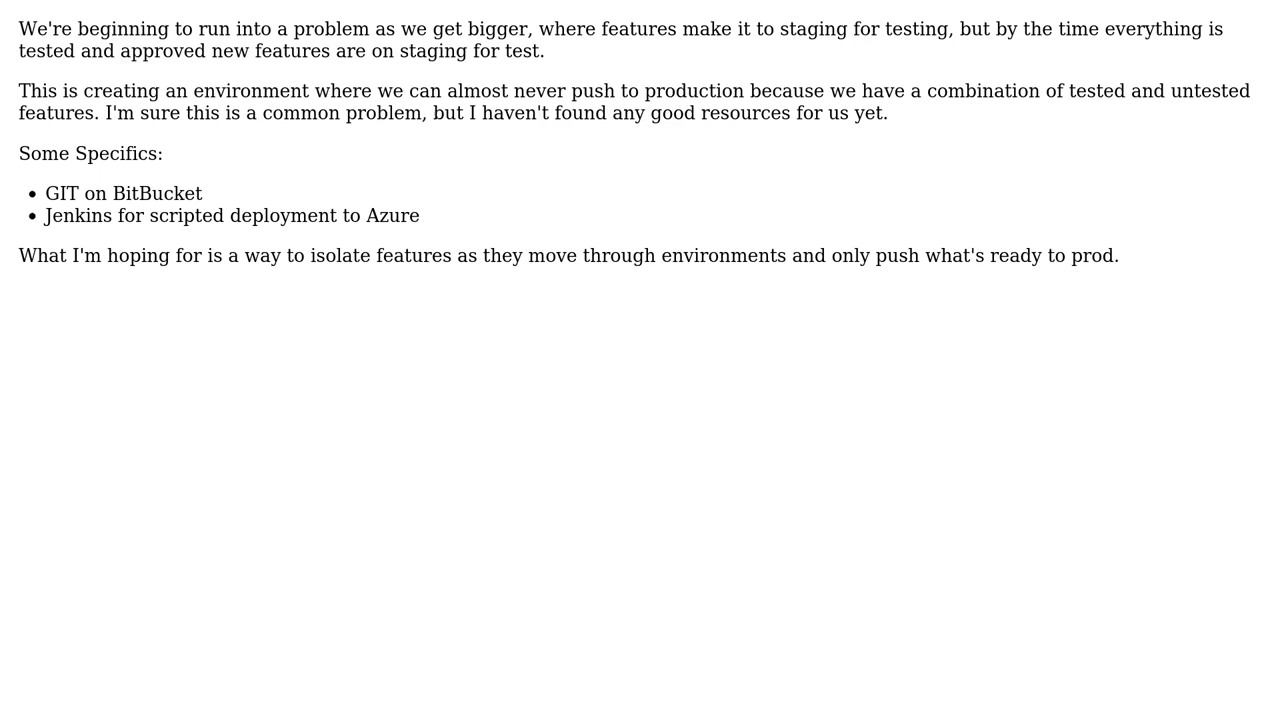 We're beginning to run into a problem as we get bigger, where features make it to staging for testing, but by the time everything is
tested and approved new features are on staging for test.
This is creating an environment where we can almost never push to production because we have a combination of tested and untested
features. I'm sure this is a common problem, but I haven't found any good resources for us yet.
Some Specifics:
• GIT on BitBucket
• Jenkins for scripted deployment to Azure
What I'm hoping for is a way to isolate features as they move through environments and only push what's ready to prod.